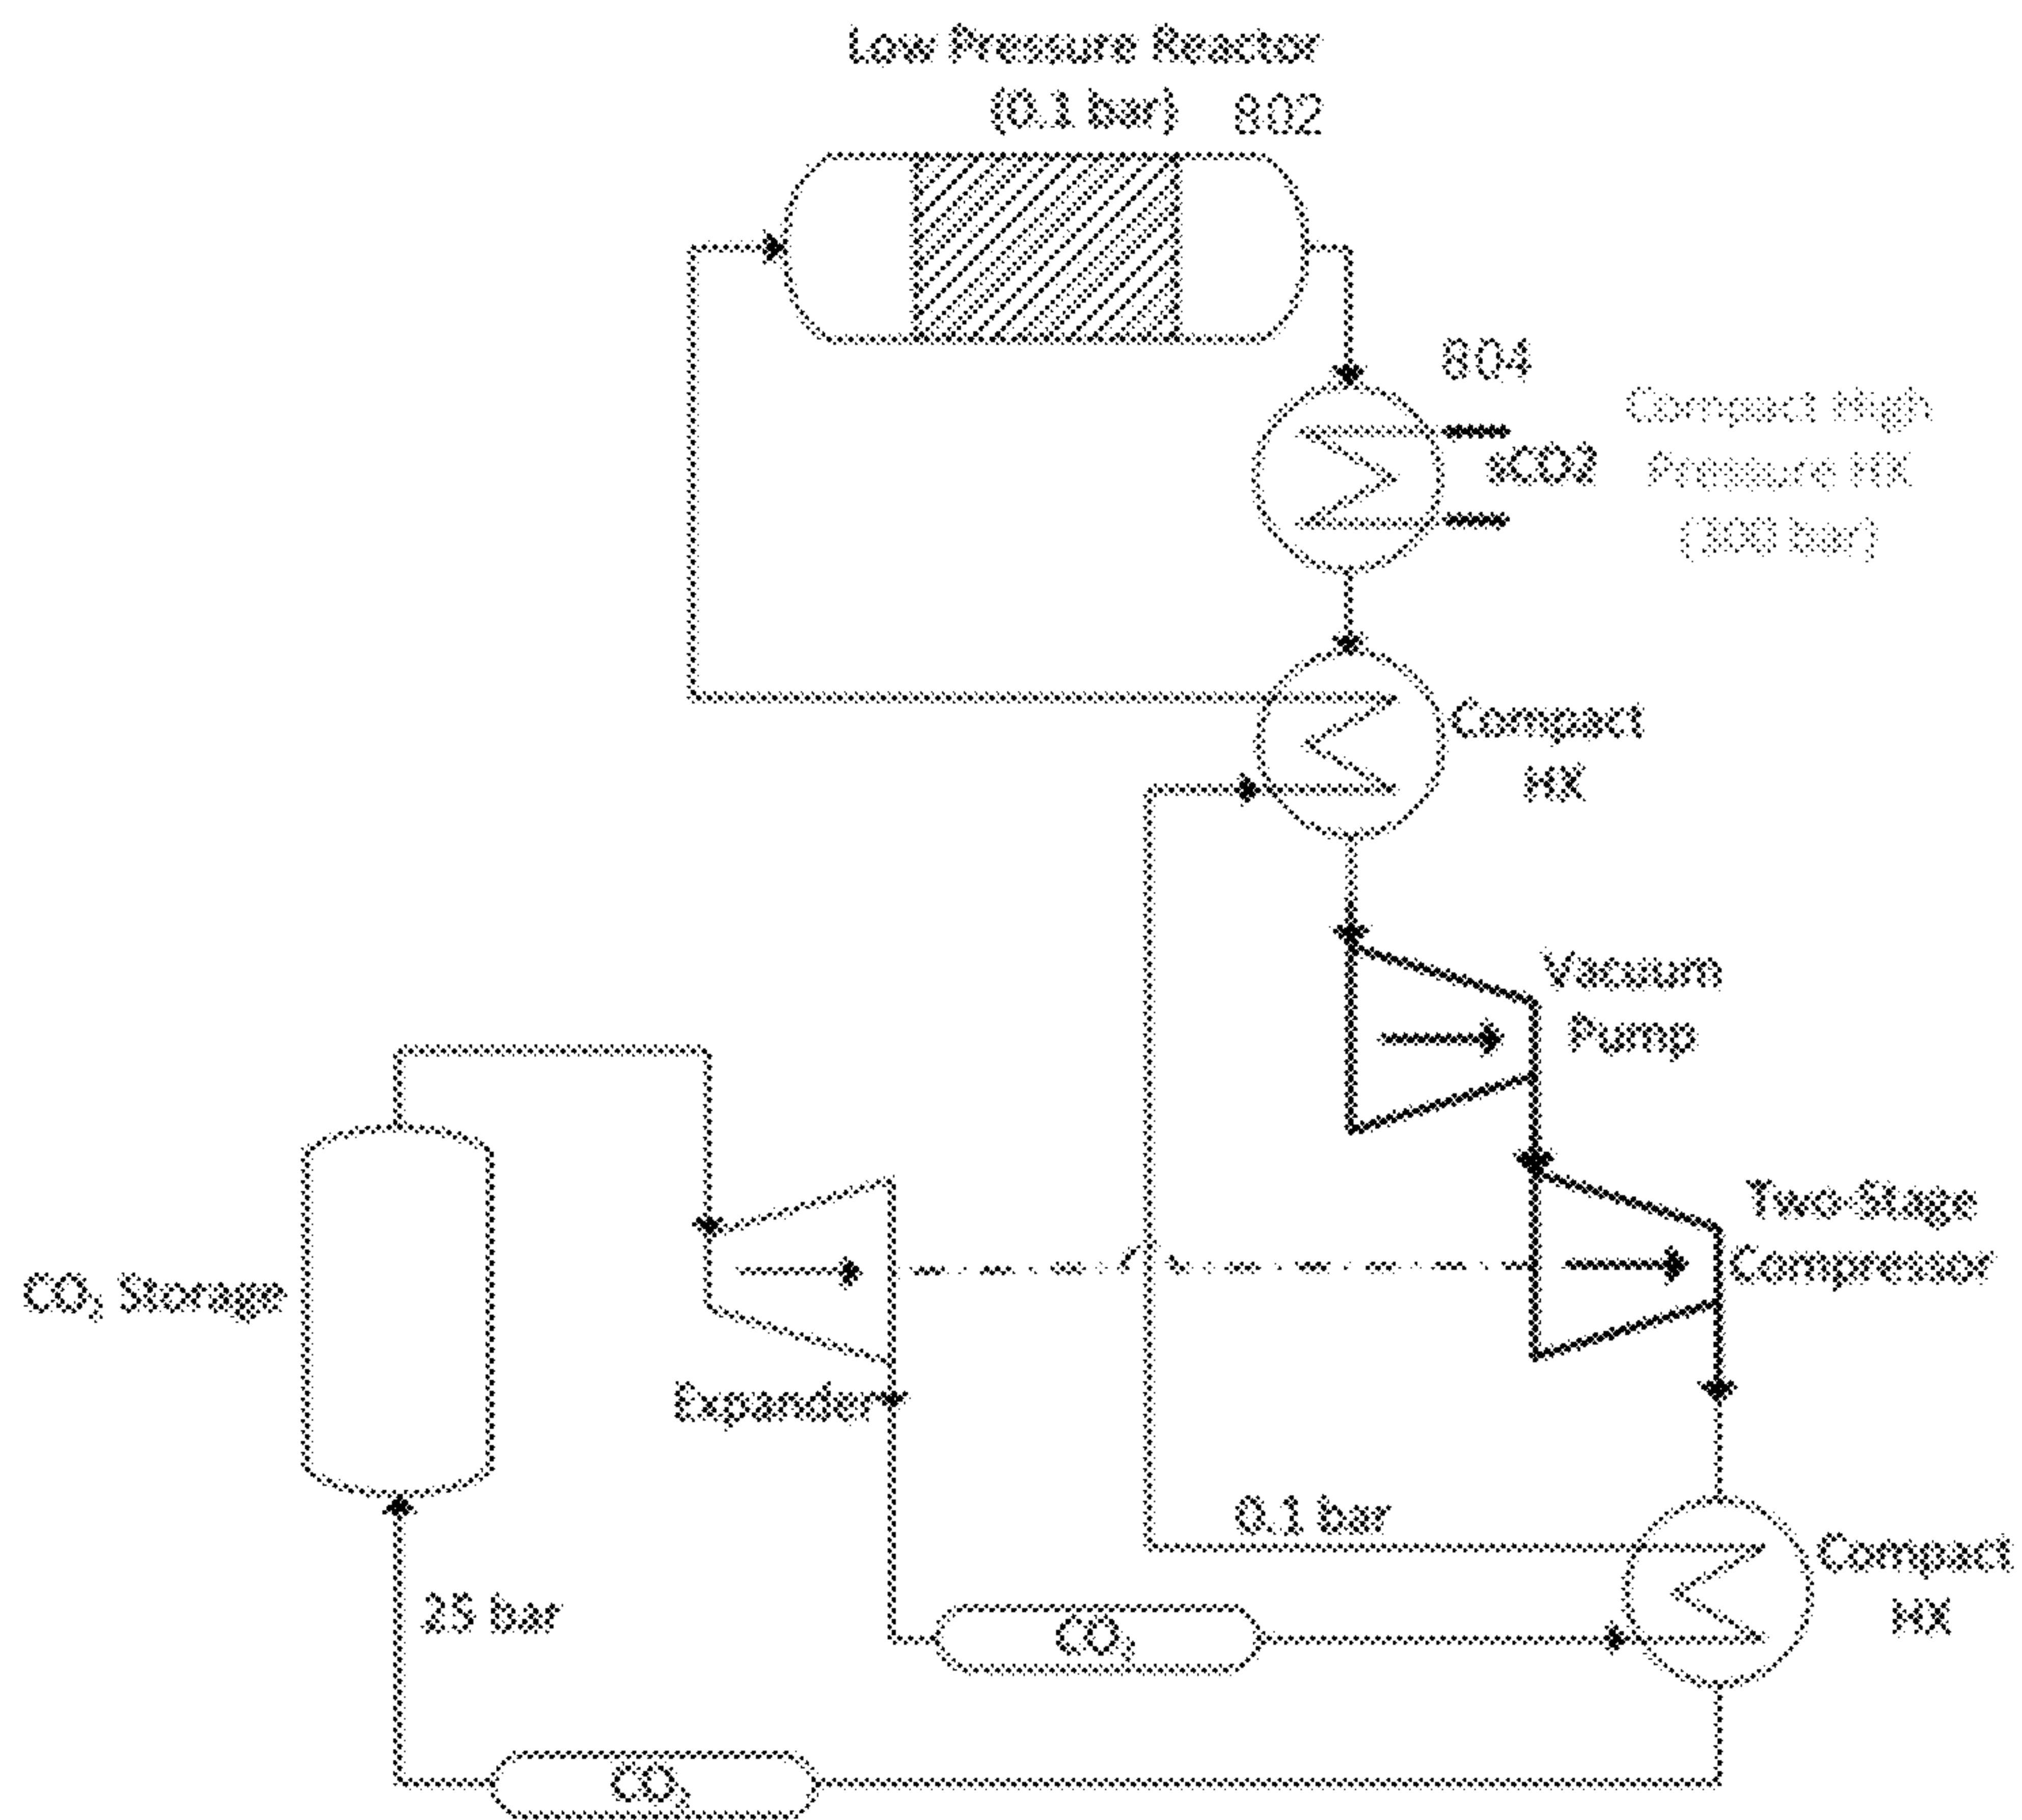 Low Pressure Reactor
(0.1 bar) 802
804
Compact High
Pressure HX
(300 bar)
sCO2
Compact
HX
Vacuum
Pump
Two-Stage
Compressor
CO₂ Storage
Expander
0.1 bar
Compact
HX
25 bar
CO₂
CO₂